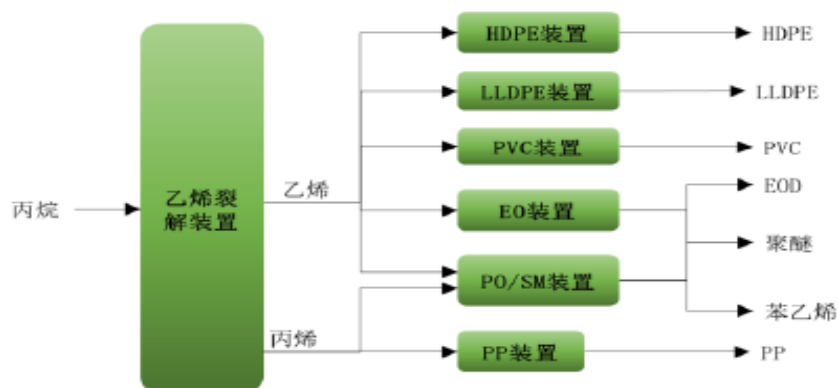 HDPE装置
HDPE
LLDPE装置
LLDPE
PVC装置
PVC
丙烷
乙烯裂
解装置
乙烯
EO装置
EOD
聚醚
PO/SM装置
苯乙烯
丙烯
PP装置
PP